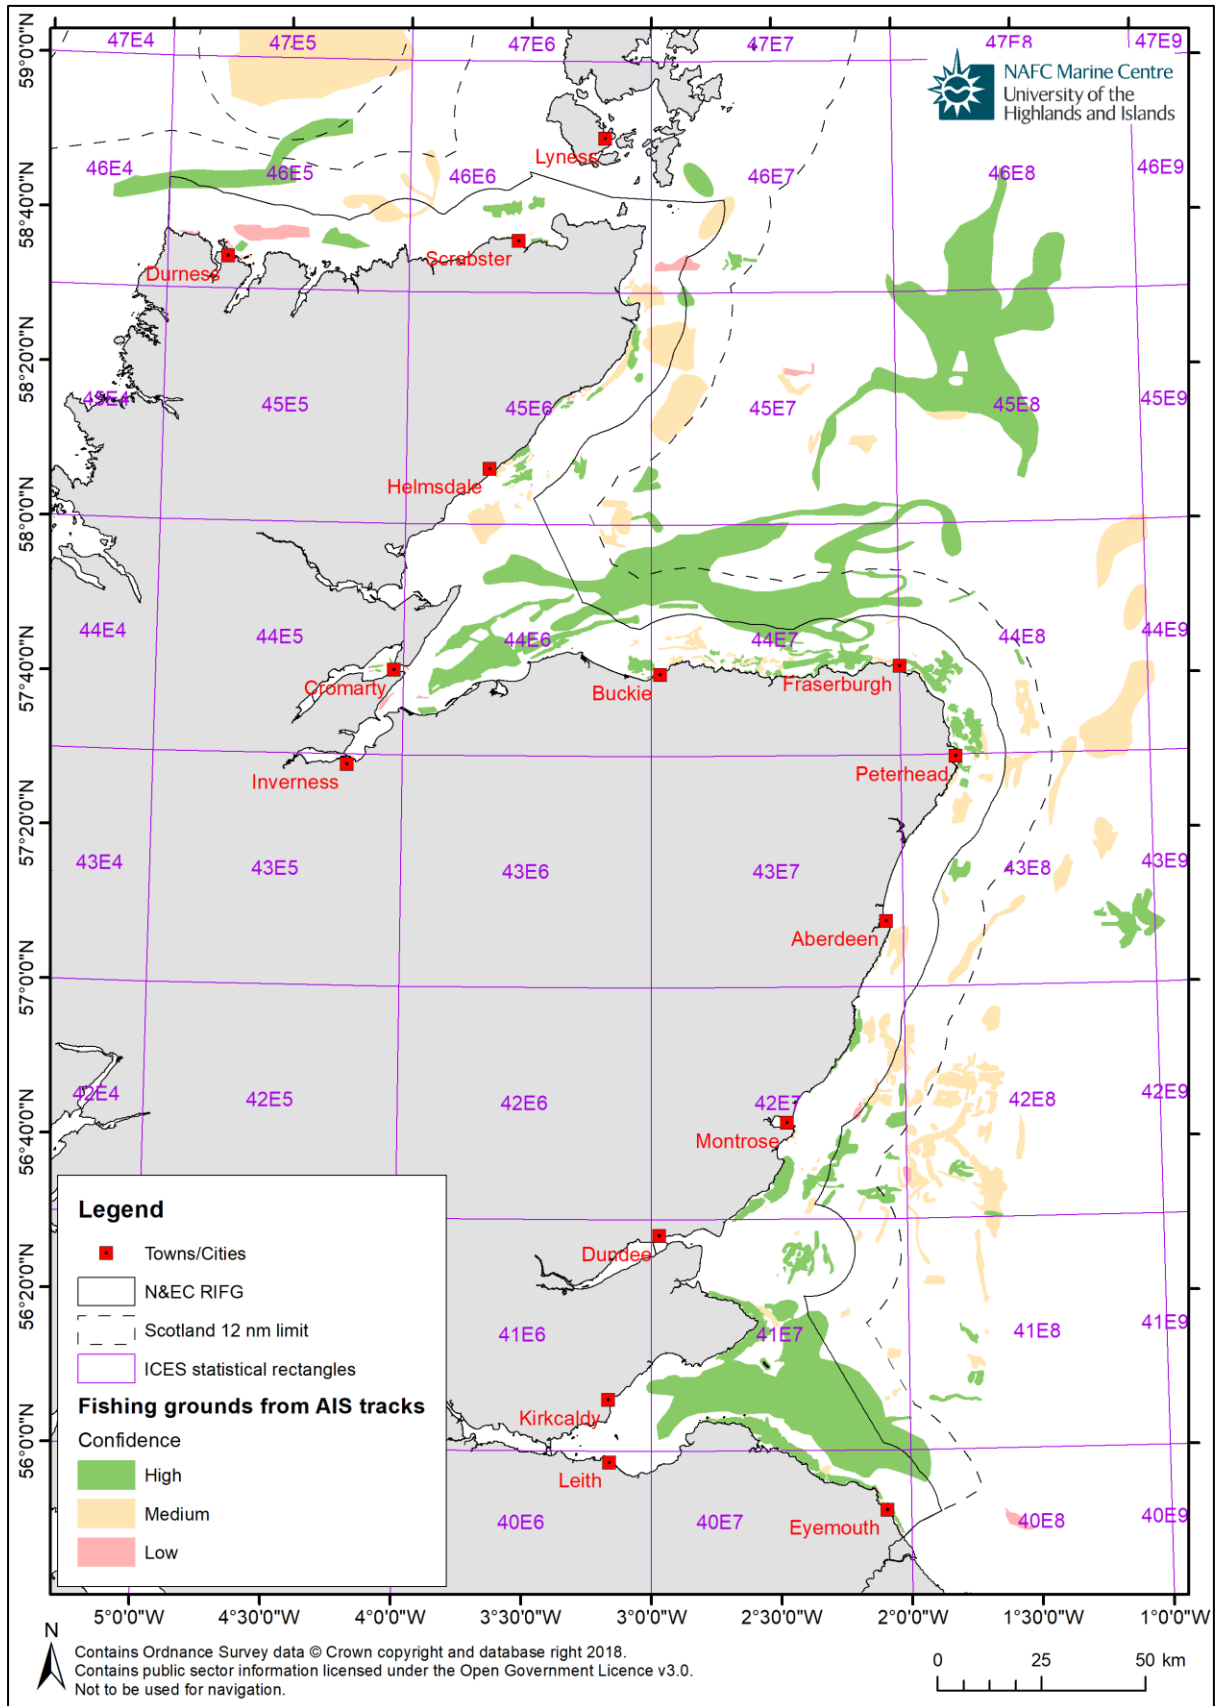 47E4
47E5
47E6
47E7
47F8
47E9
59°0'0"N
NAFC Marine Centre
University of the
Highlands and Islands
Lyness
46E4
46E5
46E6
46E7
46E8
46E9
58°40'0"N
Durness
Scrabster
58°20'0"N
45E4
45E5
45E6
45E7
45E8
45E9
Helmsdale
58°0'0"N
44E4
44E5
44E6
44E7
44E8
44E9
57°40'0"N
Cromarty
Buckie
Fraserburgh
Inverness
Peterhead
57°20'0"N
43E4
43E5
43E6
43E7
43E8
43E9
Aberdeen
57°0'0"N
42E4
42E5
42E6
42E7
42E8
42E9
56°40'0"N
Montrose
Legend
Towns/Cities
N&EC RIFG
Scotland 12 nm limit
ICES statistical rectangles
Fishing grounds from AIS tracks
Confidence
High
Medium
Low
Dundee
56°20'0"N
41E6
41E7
41E8
41E9
Kirkcaldy
56°0'0"N
Leith
40E6
40E7
Eyemouth
40E8
40E9
5°0'0"W
4°30'0"W
4°0'0"W
3°30'0"W
3°0'0"W
2°30'0"W
2°0'0"W
1°30'0"W
1°0'0"W
N
Contains Ordnance Survey data © Crown copyright and database right 2018.
Contains public sector information licensed under the Open Government Licence v3.0.
Not to be used for navigation.
0 25 50 km